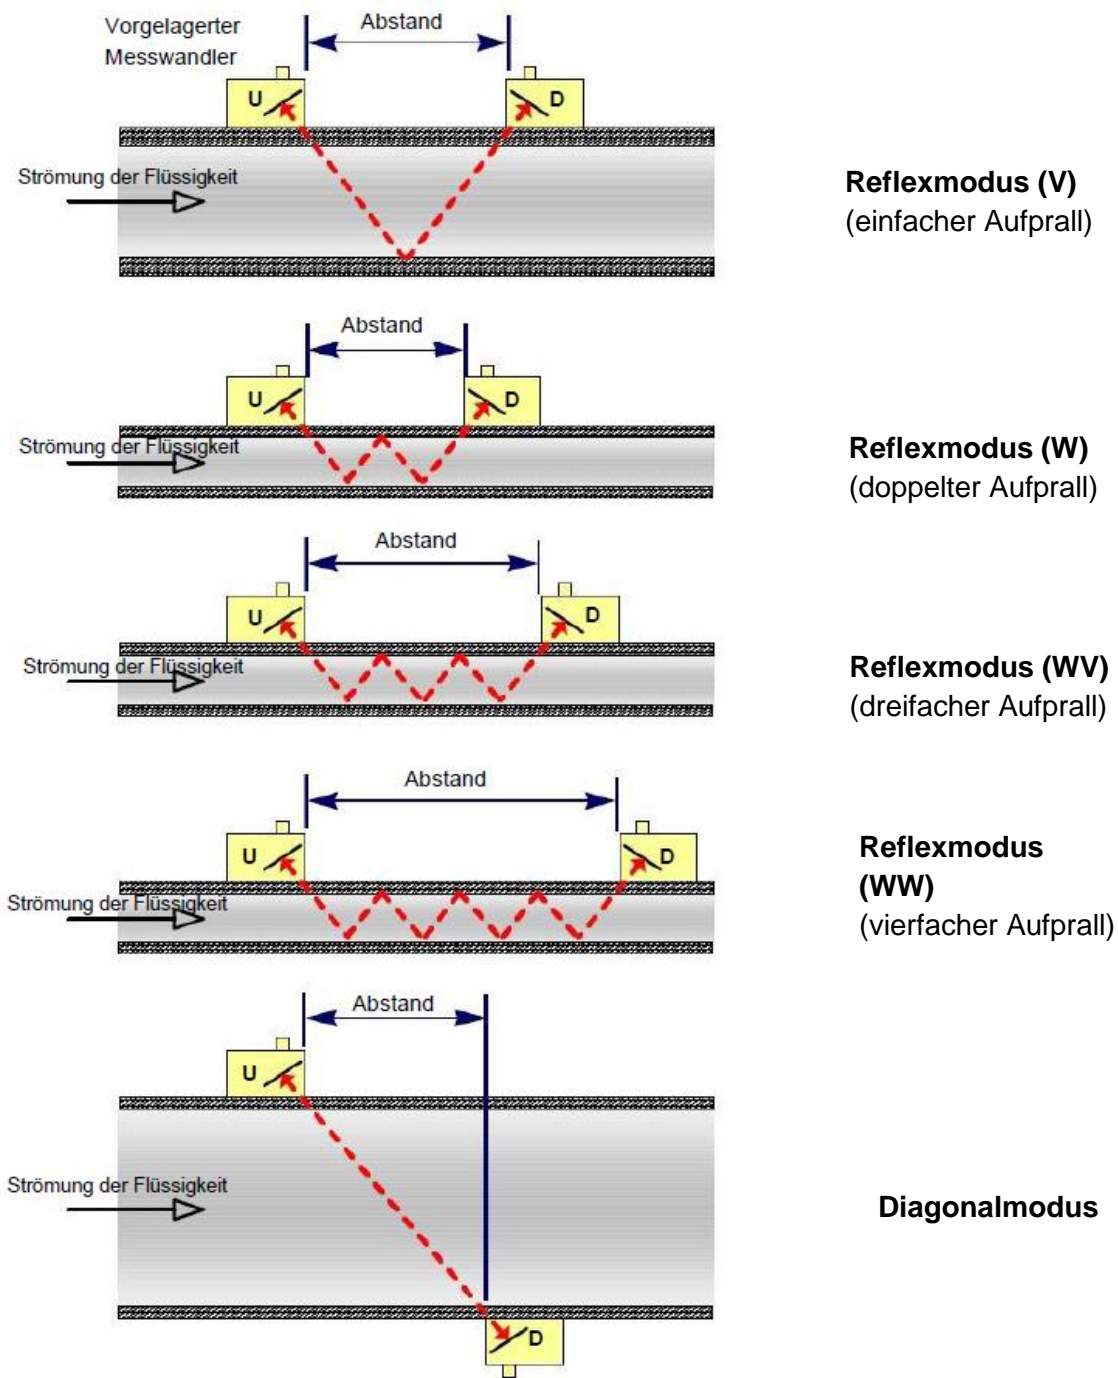 Vorgelagerter
Messwandler
Abstand
U
D
Strömung der Flüssigkeit
Reflexmodus (V)
(einfacher Aufprall)
Abstand
U
D
Strömung der Flüssigkeit
Reflexmodus (W)
(doppelter Aufprall)
Abstand
U
D
Strömung der Flüssigkeit
Reflexmodus (WV)
(dreifacher Aufprall)
Abstand
U
D
Strömung der Flüssigkeit
Reflexmodus
(WW)
(vierfacher Aufprall)
Abstand
U
Strömung der Flüssigkeit
Diagonalmodus
D